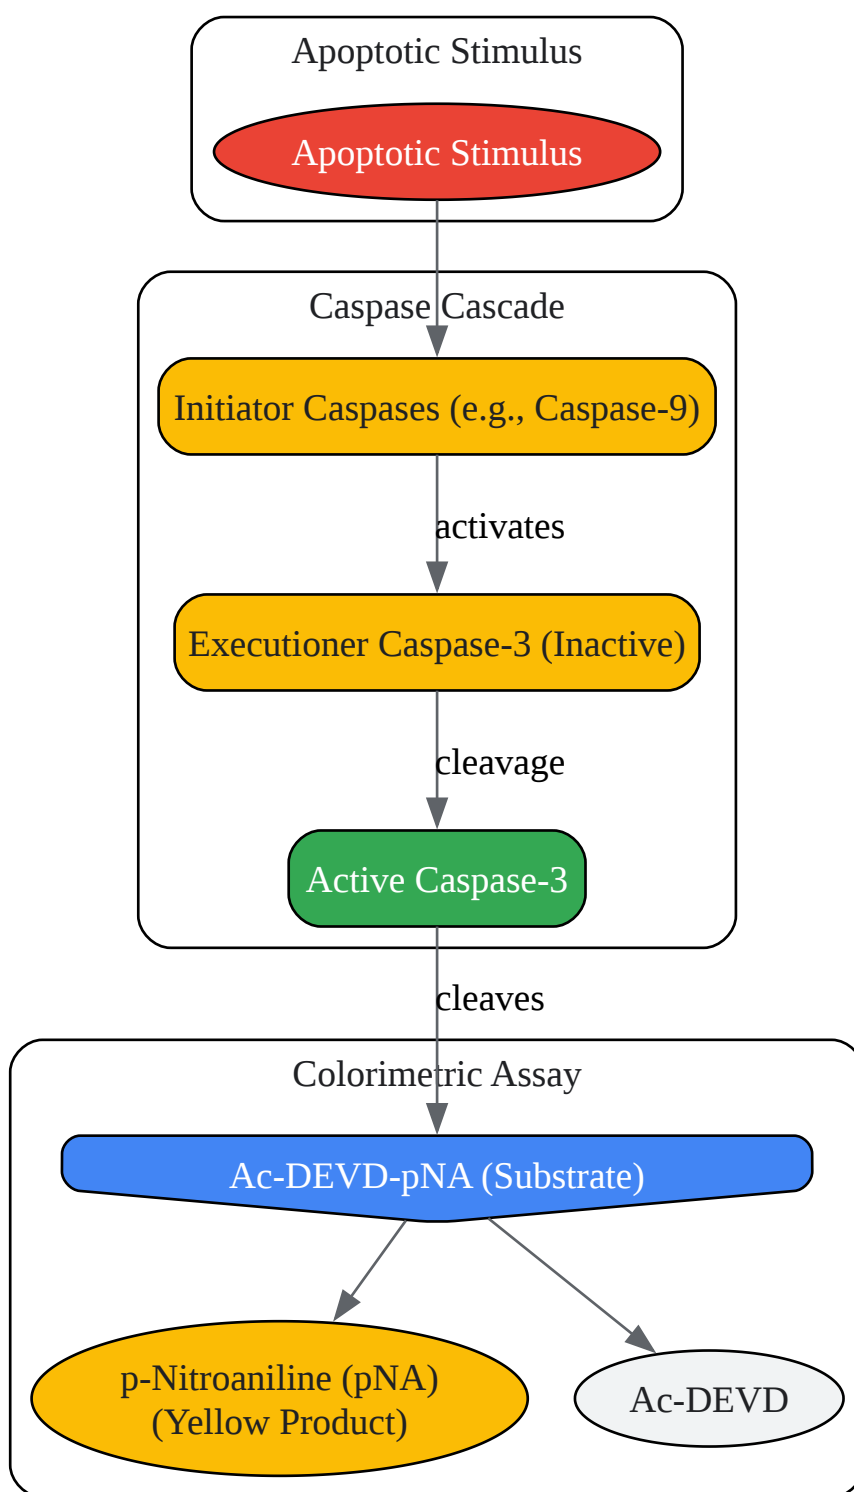 Apoptotic Stimulus
Apoptotic Stimulus
Caspase Cascade
Initiator Caspases (e.g., Caspase-9)
activates
Executioner Caspase-3 (Inactive)
cleavage
Active Caspase-3
cleaves
Colorimetric Assay
Ac-DEVD-pNA (Substrate)
p-Nitroaniline (pNA)
(Yellow Product)
Ac-DEVD